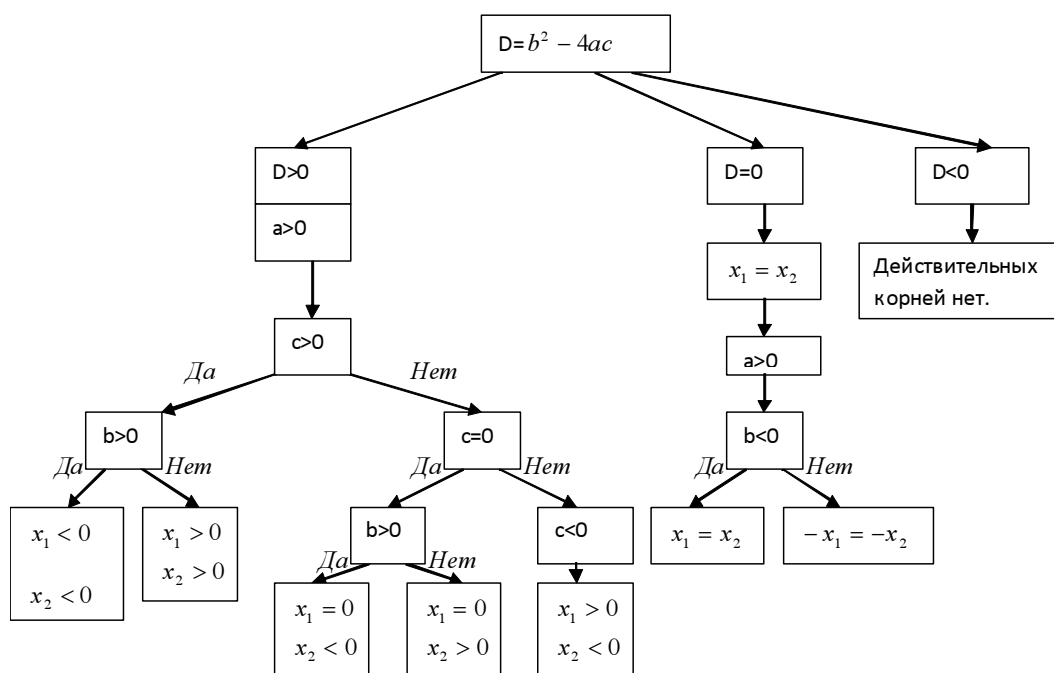 D=b² − 4ac
D>0
D=0
D<0
a>0
x₁ = x₂
Действительных
корней нет.
c>0
a>0
Да
Нет
b>0
c=0
b<0
Да
Нет
Да
Нет
Да
Нет
x₁ < 0
x₂ < 0
x₁ > 0
x₂ > 0
b>0
c<0
x₁ = x₂
− x₁ = −x₂
Да
Нет
x₁ = 0
x₂ < 0
x₁ = 0
x₂ > 0
x₁ > 0
x₂ < 0